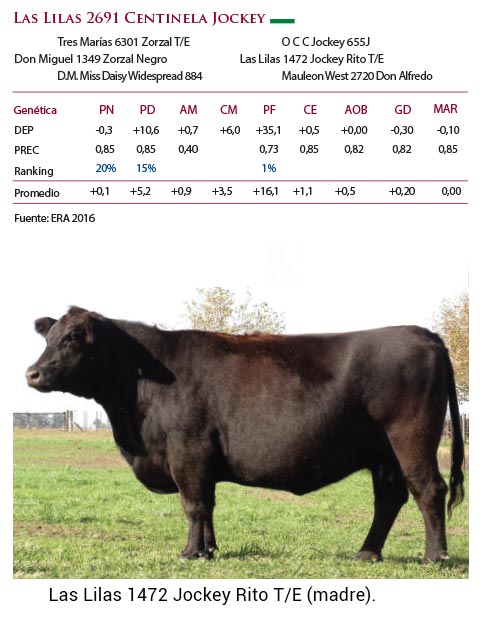 Las Lilas 2691 Centinela Jockey
Tres Marías 6301 Zorzal T/E O C C Jockey 655J
Don Miguel 1349 Zorzal Negro Las Lilas 1472 Jockey Rito T/E
D.M. Miss Daisy Widespread 884 Mauleon West 2720 Don Alfredo
Genética PN PD AM CM PF CE AOB GD MAR
DEP -0,3 +10,6 +0,7 +6,0 +35,1 +0,5 +0,00 -0,30 -0,10
PREC 0,85 0,85 0,40 0,73 0,85 0,82 0,82 0,85
Ranking 20% 15% 1%
Promedio +0,1 +5,2 +0,9 +3,5 +16,1 +1,1 +0,5 +0,20 0,00
Fuente: ERA 2016
Las Lilas 1472 Jockey Rito T/E (madre).